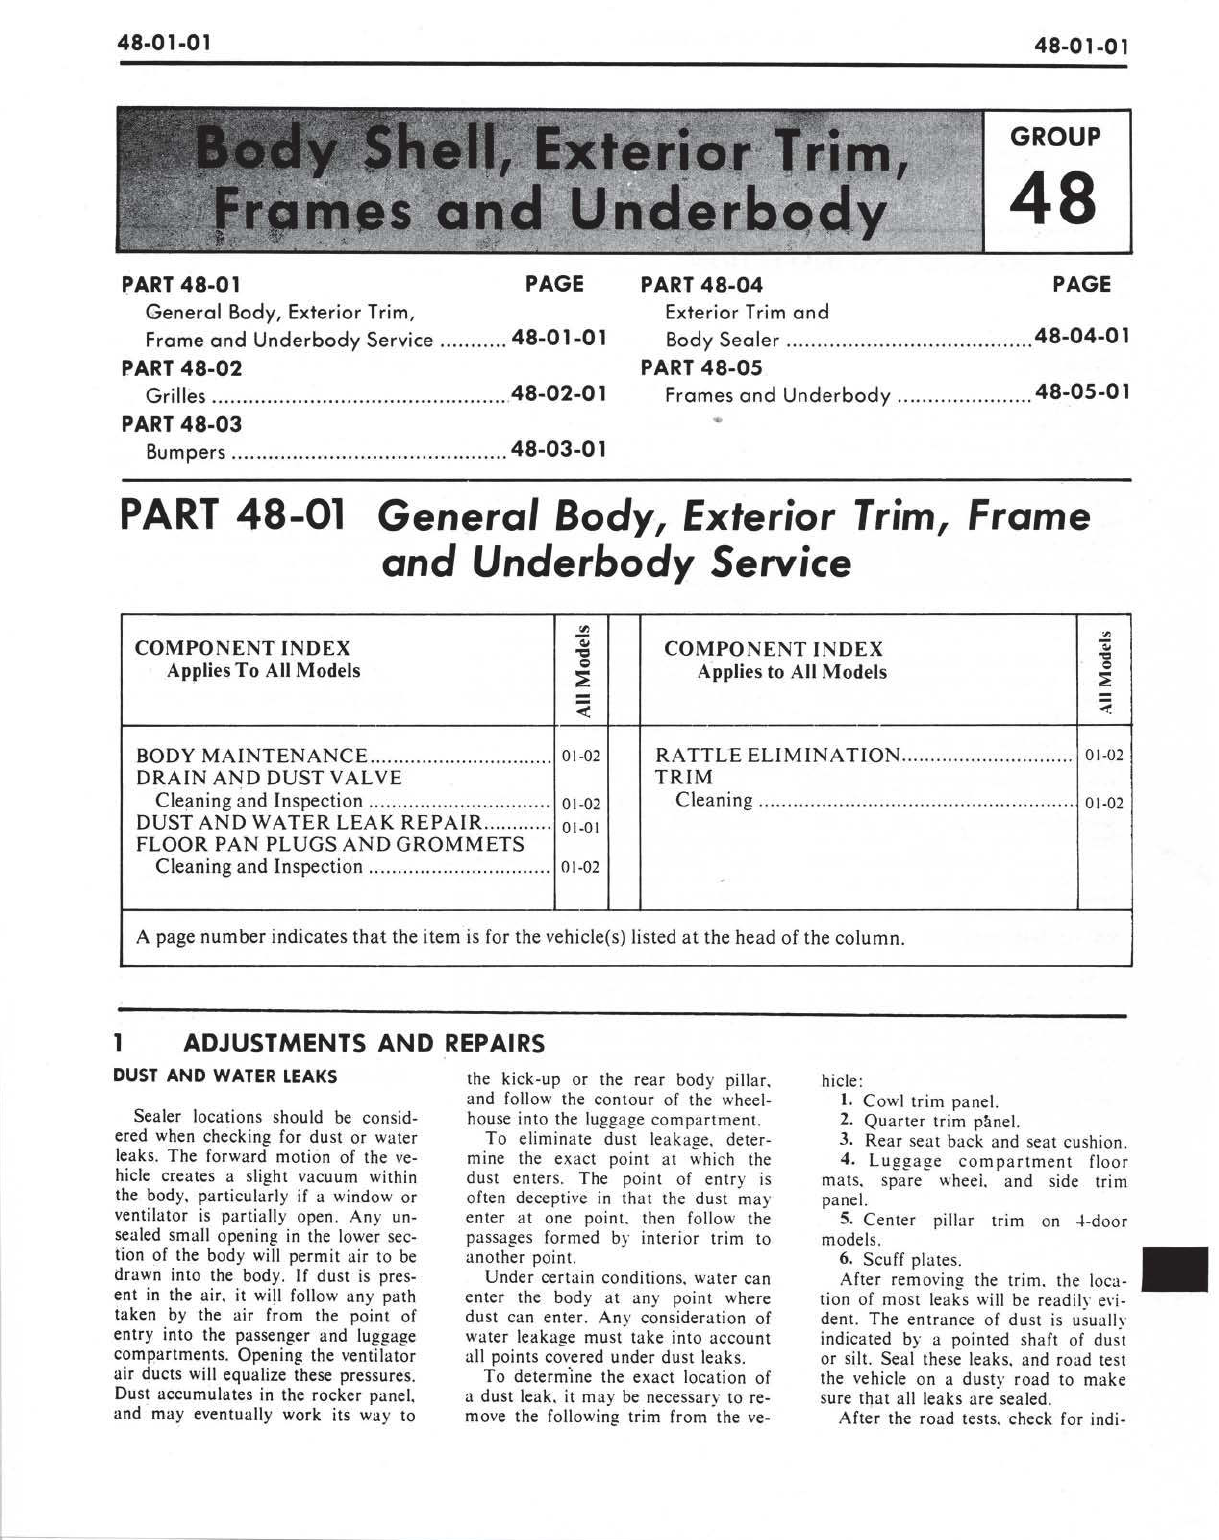 48-01-01
48-01-01
Body Shell, Exterior Trim,
Frames and Underbody
GROUP
48
PART 48-01 PAGE
General Body, Exterior Trim,
Frame and Underbody Service ........... 48-01-01
PART 48-02
Grilles ................................................ 48-02-01
PART 48-03
Bumpers ............................................. 48-03-01
PART 48-04 PAGE
Exterior Trim and
Body Sealer ........................................ 48-04-01
PART 48-05
Frames and Underbody ...................... 48-05-01
PART 48-01 General Body, Exterior Trim, Frame
and Underbody Service
COMPONENT INDEX
Applies To All Models
All Models
BODY MAINTENANCE................................ 01-02
DRAIN AND DUST VALVE
Cleaning and Inspection ................................ 01-02
DUST AND WATER LEAK REPAIR............ 01-01
FLOOR PAN PLUGS AND GROMMETS
Cleaning and Inspection ................................ 01-02
COMPONENT INDEX
Applies to All Models
All Models
RATTLE ELIMINATION.............................. 01-02
TRIM
Cleaning ....................................................... 01-02
A page number indicates that the item is for the vehicle(s) listed at the head of the column.
1 ADJUSTMENTS AND REPAIRS
DUST AND WATER LEAKS
Sealer locations should be consid-
ered when checking for dust or water
leaks. The forward motion of the ve-
hicle creates a slight vacuum within
the body, particularly if a window or
ventilator is partially open. Any un-
sealed small opening in the lower sec-
tion of the body will permit air to be
drawn into the body. If dust is pres-
ent in the air, it will follow any path
taken by the air from the point of
entry into the passenger and luggage
compartments. Opening the ventilator
air ducts will equalize these pressures.
Dust accumulates in the rocker panel,
and may eventually work its way to
the kick-up or the rear body pillar,
and follow the contour of the wheel-
house into the luggage compartment.
To eliminate dust leakage, deter-
mine the exact point at which the
dust enters. The point of entry is
often deceptive in that the dust may
enter at one point, then follow the
passages formed by interior trim to
another point.
Under certain conditions, water can
enter the body at any point where
dust can enter. Any consideration of
water leakage must take into account
all points covered under dust leaks.
To determine the exact location of
a dust leak, it may be necessary to re-
move the following trim from the ve-
hicle:
1. Cowl trim panel.
2. Quarter trim panel.
3. Rear seat back and seat cushion.
4. Luggage compartment floor
mats, spare wheel, and side trim
panel.
5. Center pillar trim on 4-door
models.
6. Scuff plates.
After removing the trim, the loca-
tion of most leaks will be readily evi-
dent. The entrance of dust is usually
indicated by a pointed shaft of dust
or silt. Seal these leaks, and road test
the vehicle on a dusty road to make
sure that all leaks are sealed.
After the road tests, check for indi-